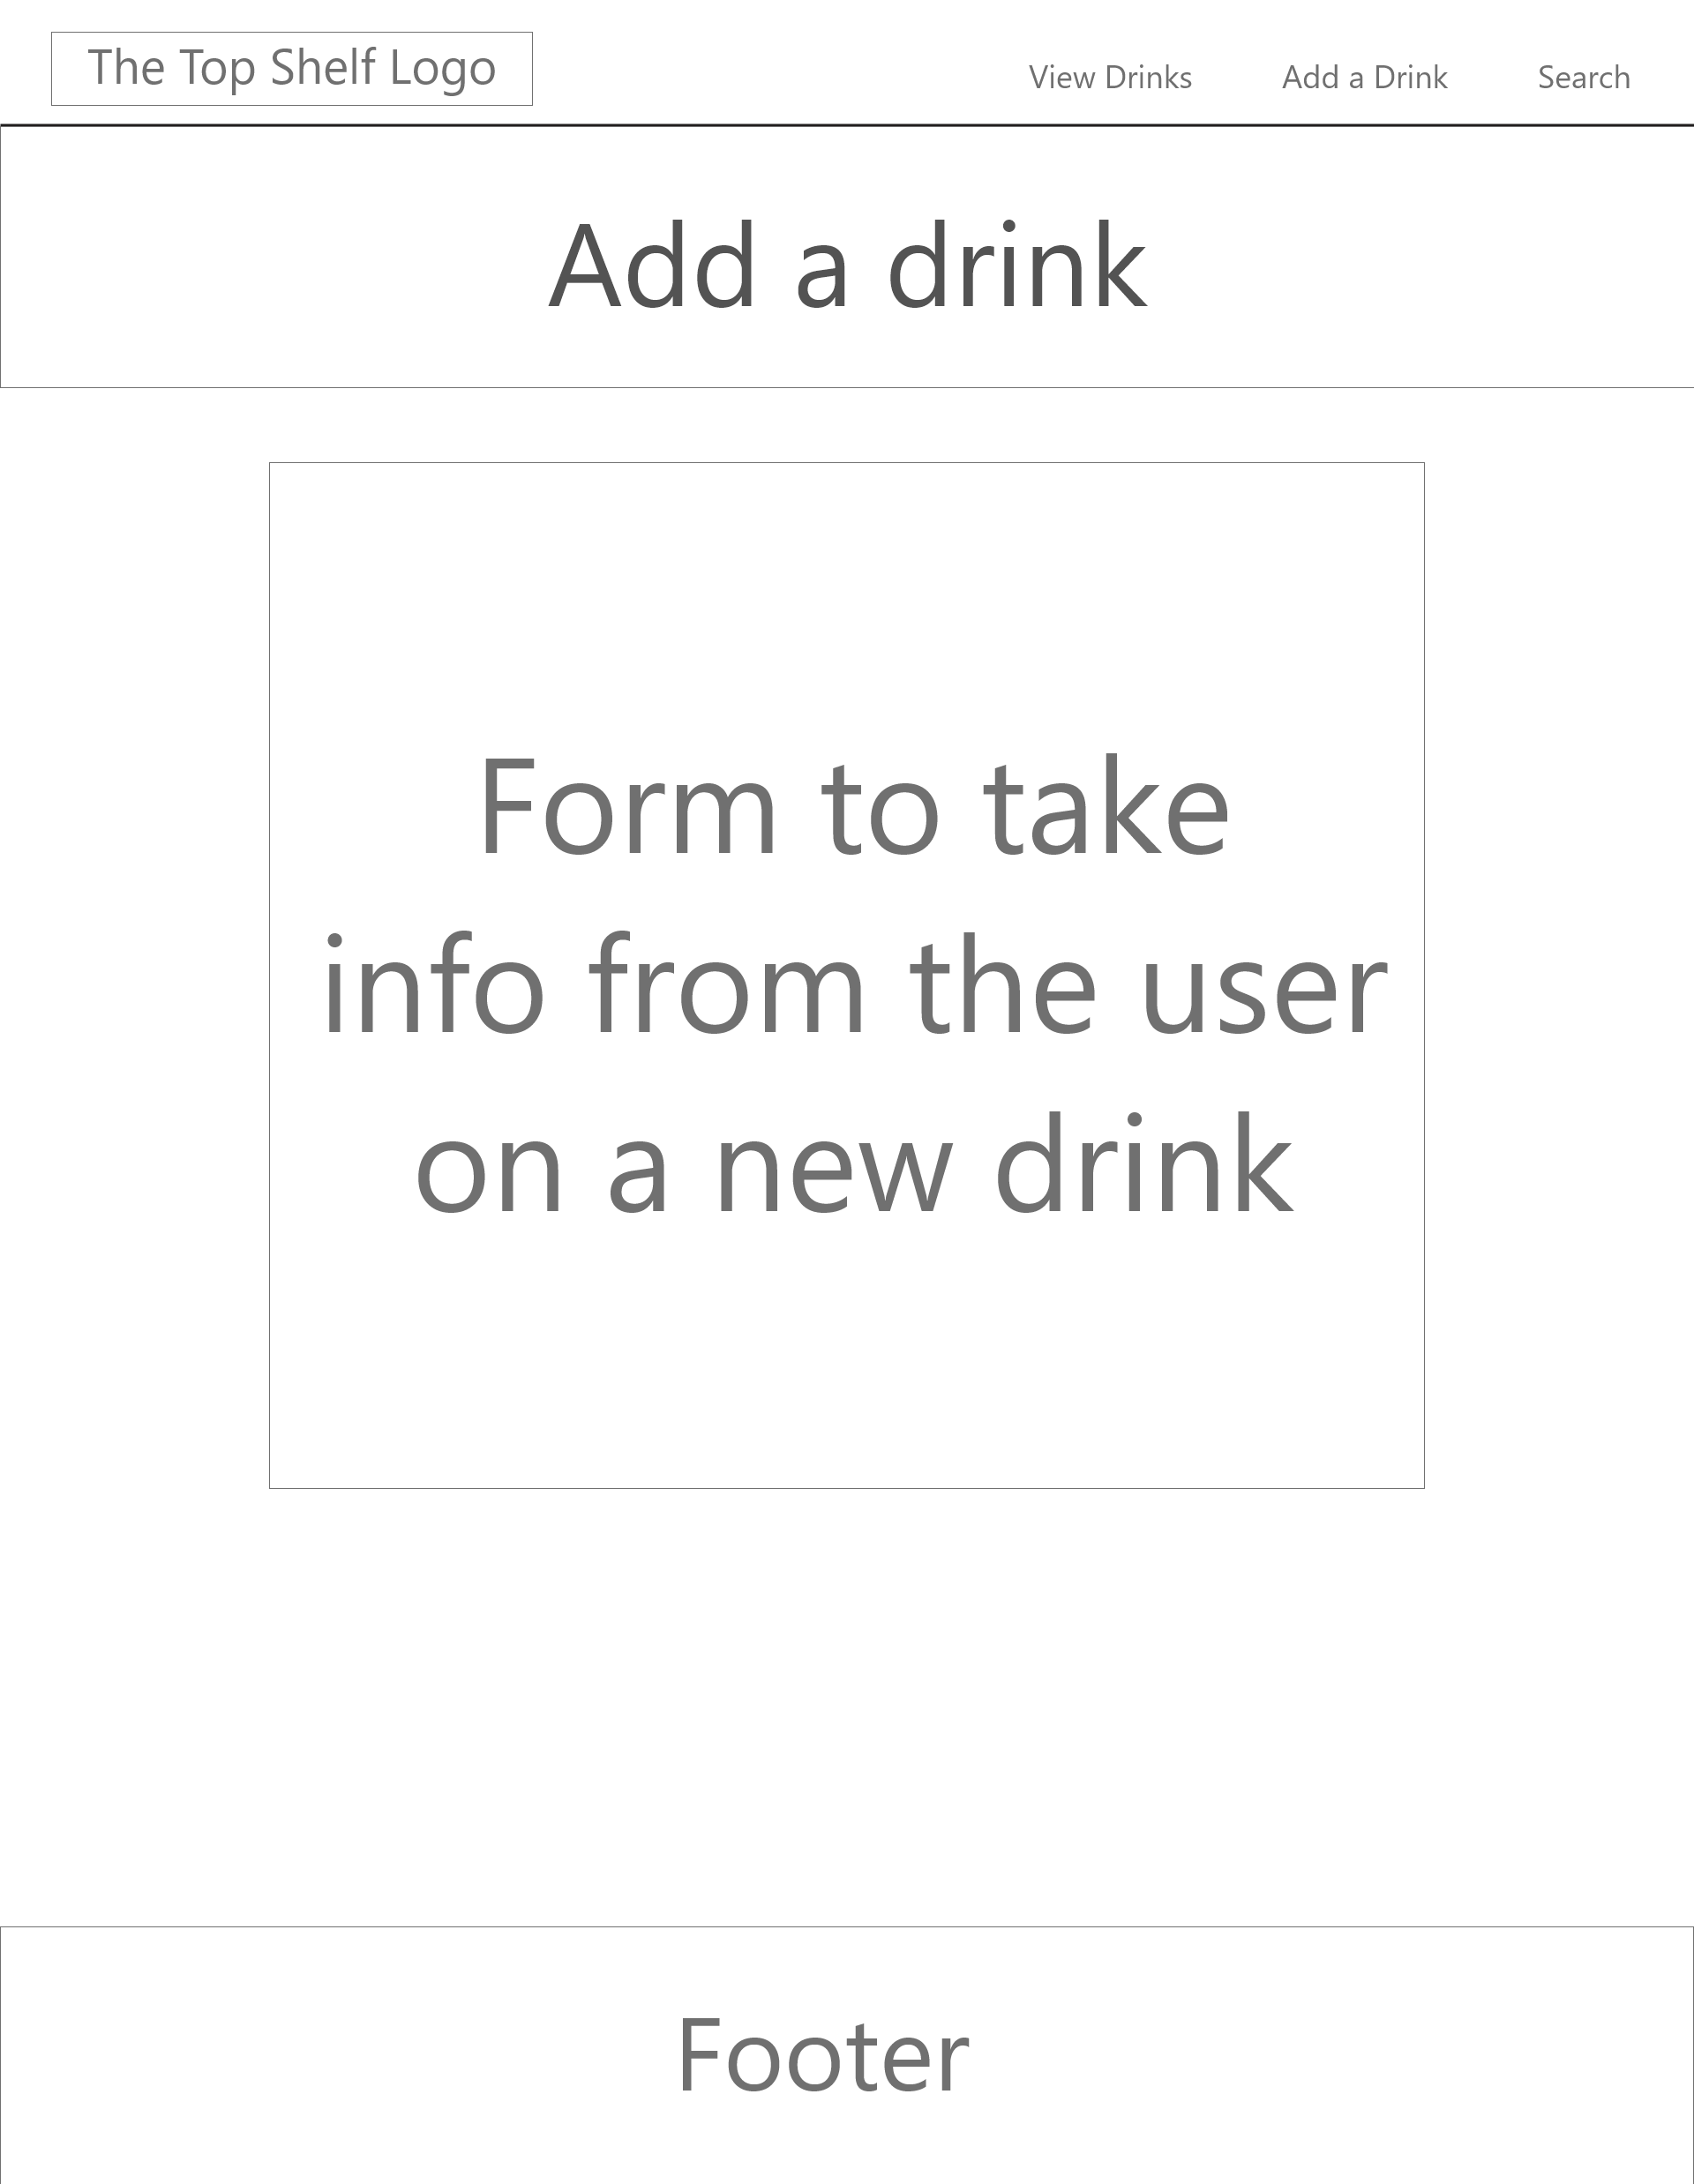 The Top Shelf Logo
View Drinks
Add a Drink
Search
Add a drink
Form to take
info from the user
on a new drink
Footer